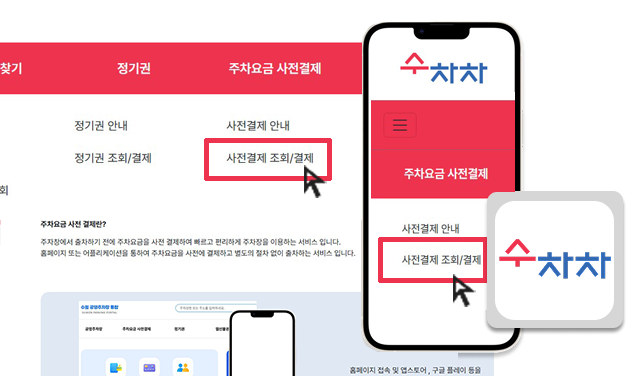 찾기
정기권
주차요금 사전결제
정기권 안내
사전결제 안내
정기권 조회/결제
사전결제 조회/결제
회
주차요금 사전 결제란?
주차장에서 출차하기 전에 주차요금을 사전 결제하여 빠르고 편리하게 주차장을 이용하는 서비스 입니다.
홈페이지 또는 어플리케이션을 통하여 주차요금을 사전에 결제하고 별도의 절차 없이 출차하는 서비스 입니다.
수원 공영주차장 통합
공영주차장
주차요금 사전결제
정기권
홈페이지 접속 및 앱스토어 , 구글 플레이 등을
수차차
주차요금 사전결제
사전결제 안내
사전결제 조회/결제
수차차